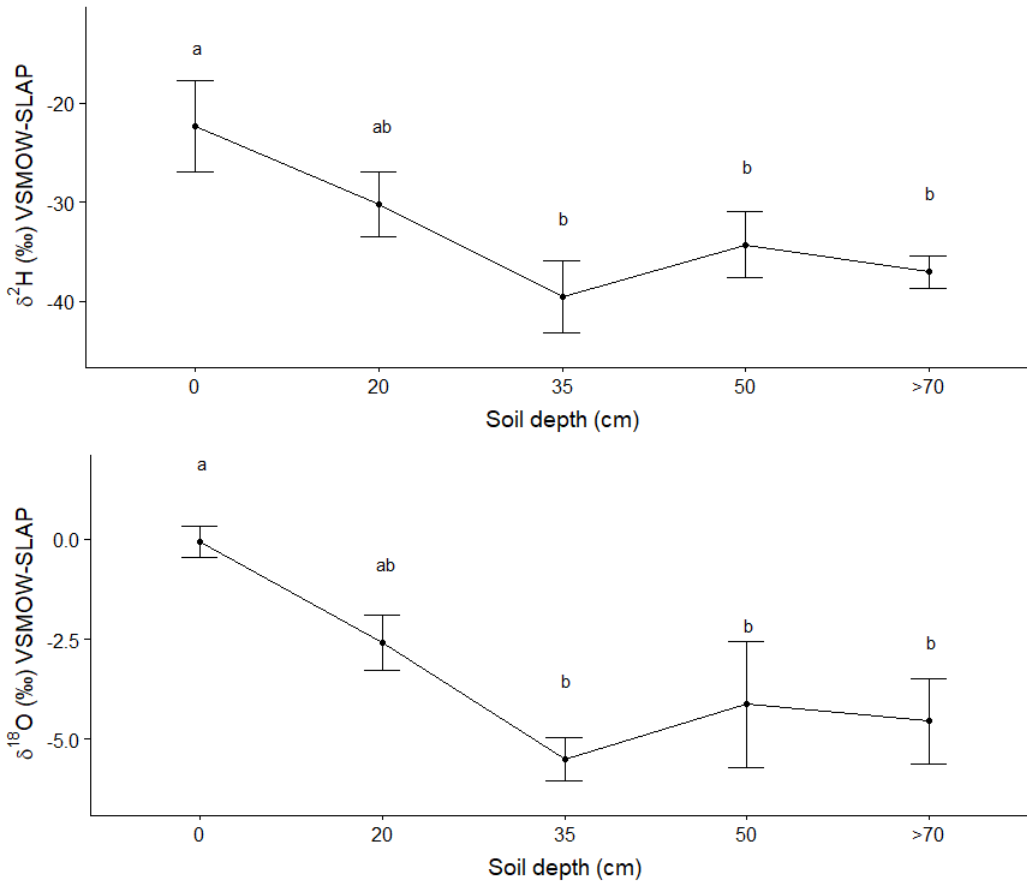 δ²H (‰) VSMOW-SLAP
a
ab
b
b
b
-20
-30
-40
0 20 35 50 >70
Soil depth (cm)
δ¹⁸O (‰) VSMOW-SLAP
a
ab
b
b
b
0.0
-2.5
-5.0
0 20 35 50 >70
Soil depth (cm)